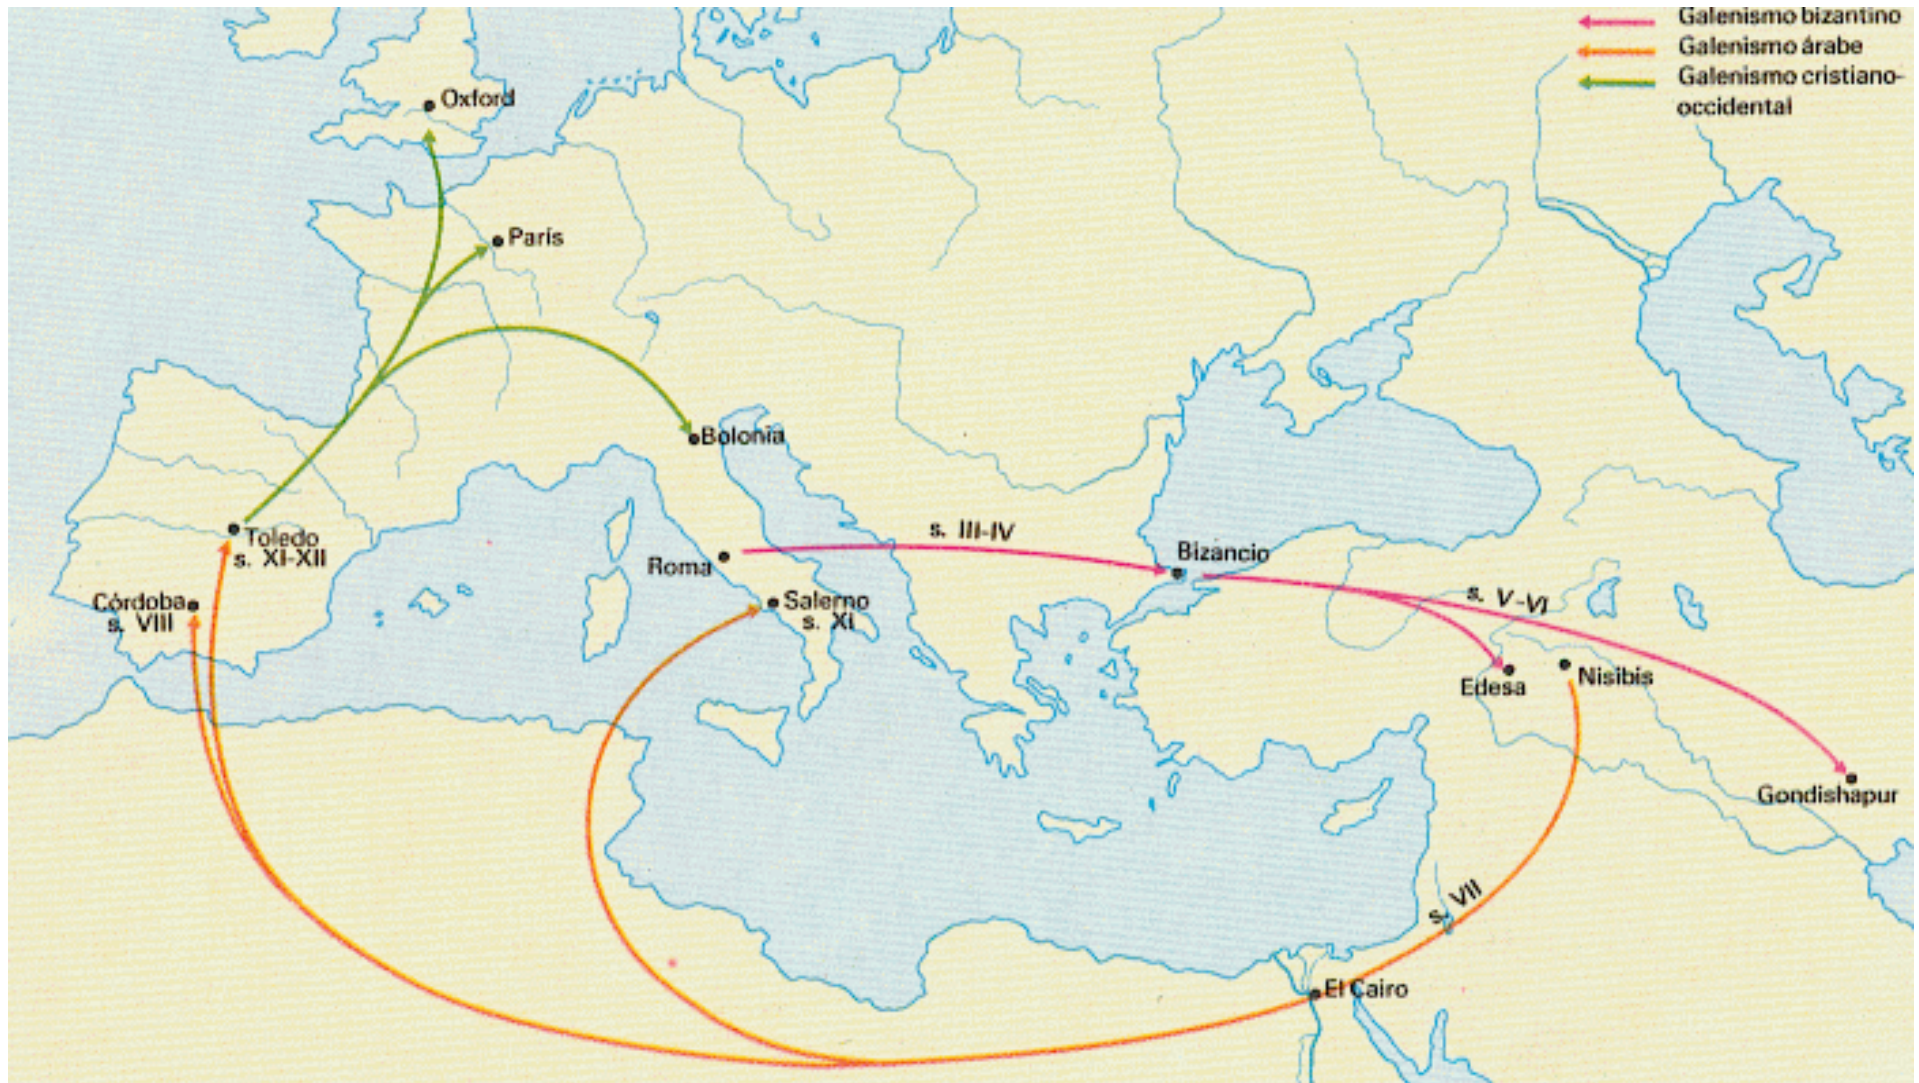 Galenismo bizantino
Galenismo árabe
Galenismo cristiano-
occidental
Oxford
París
Bolonia
Toledo
s. XI-XII
Córdoba
s. VIII
Roma
s. III-IV
Bizancio
Salerno
s. XI
s. V-VI
Edesa
Nisibis
Gondishapur
s. VII
El Cairo